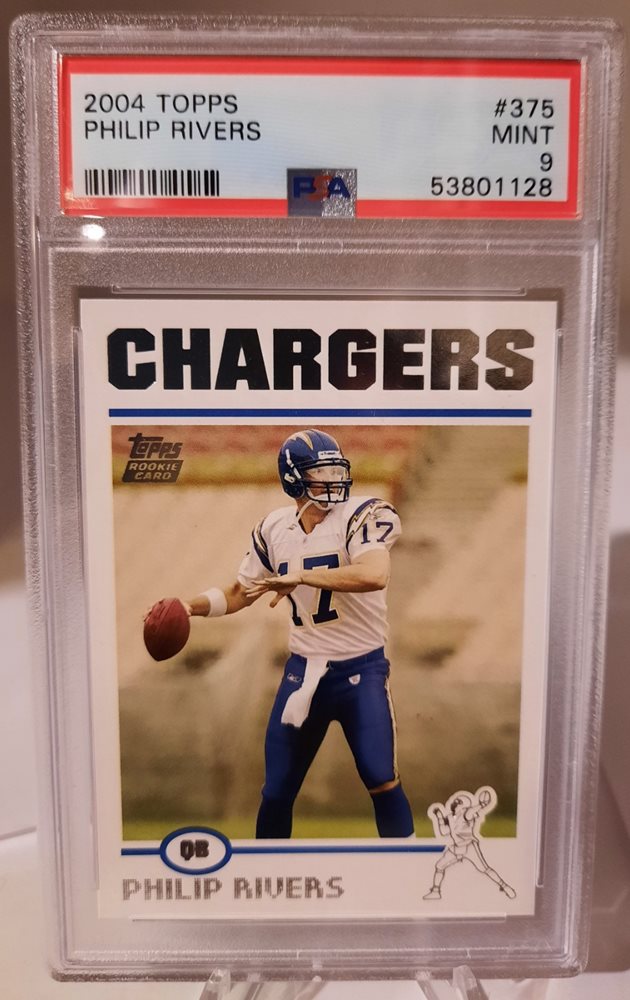 2004 TOPPS #375
PHILIP RIVERS MINT
9
PSA 53801128
CHARGERS
Topps
ROOKIE
CARD
17
17
QB
PHILIP RIVERS